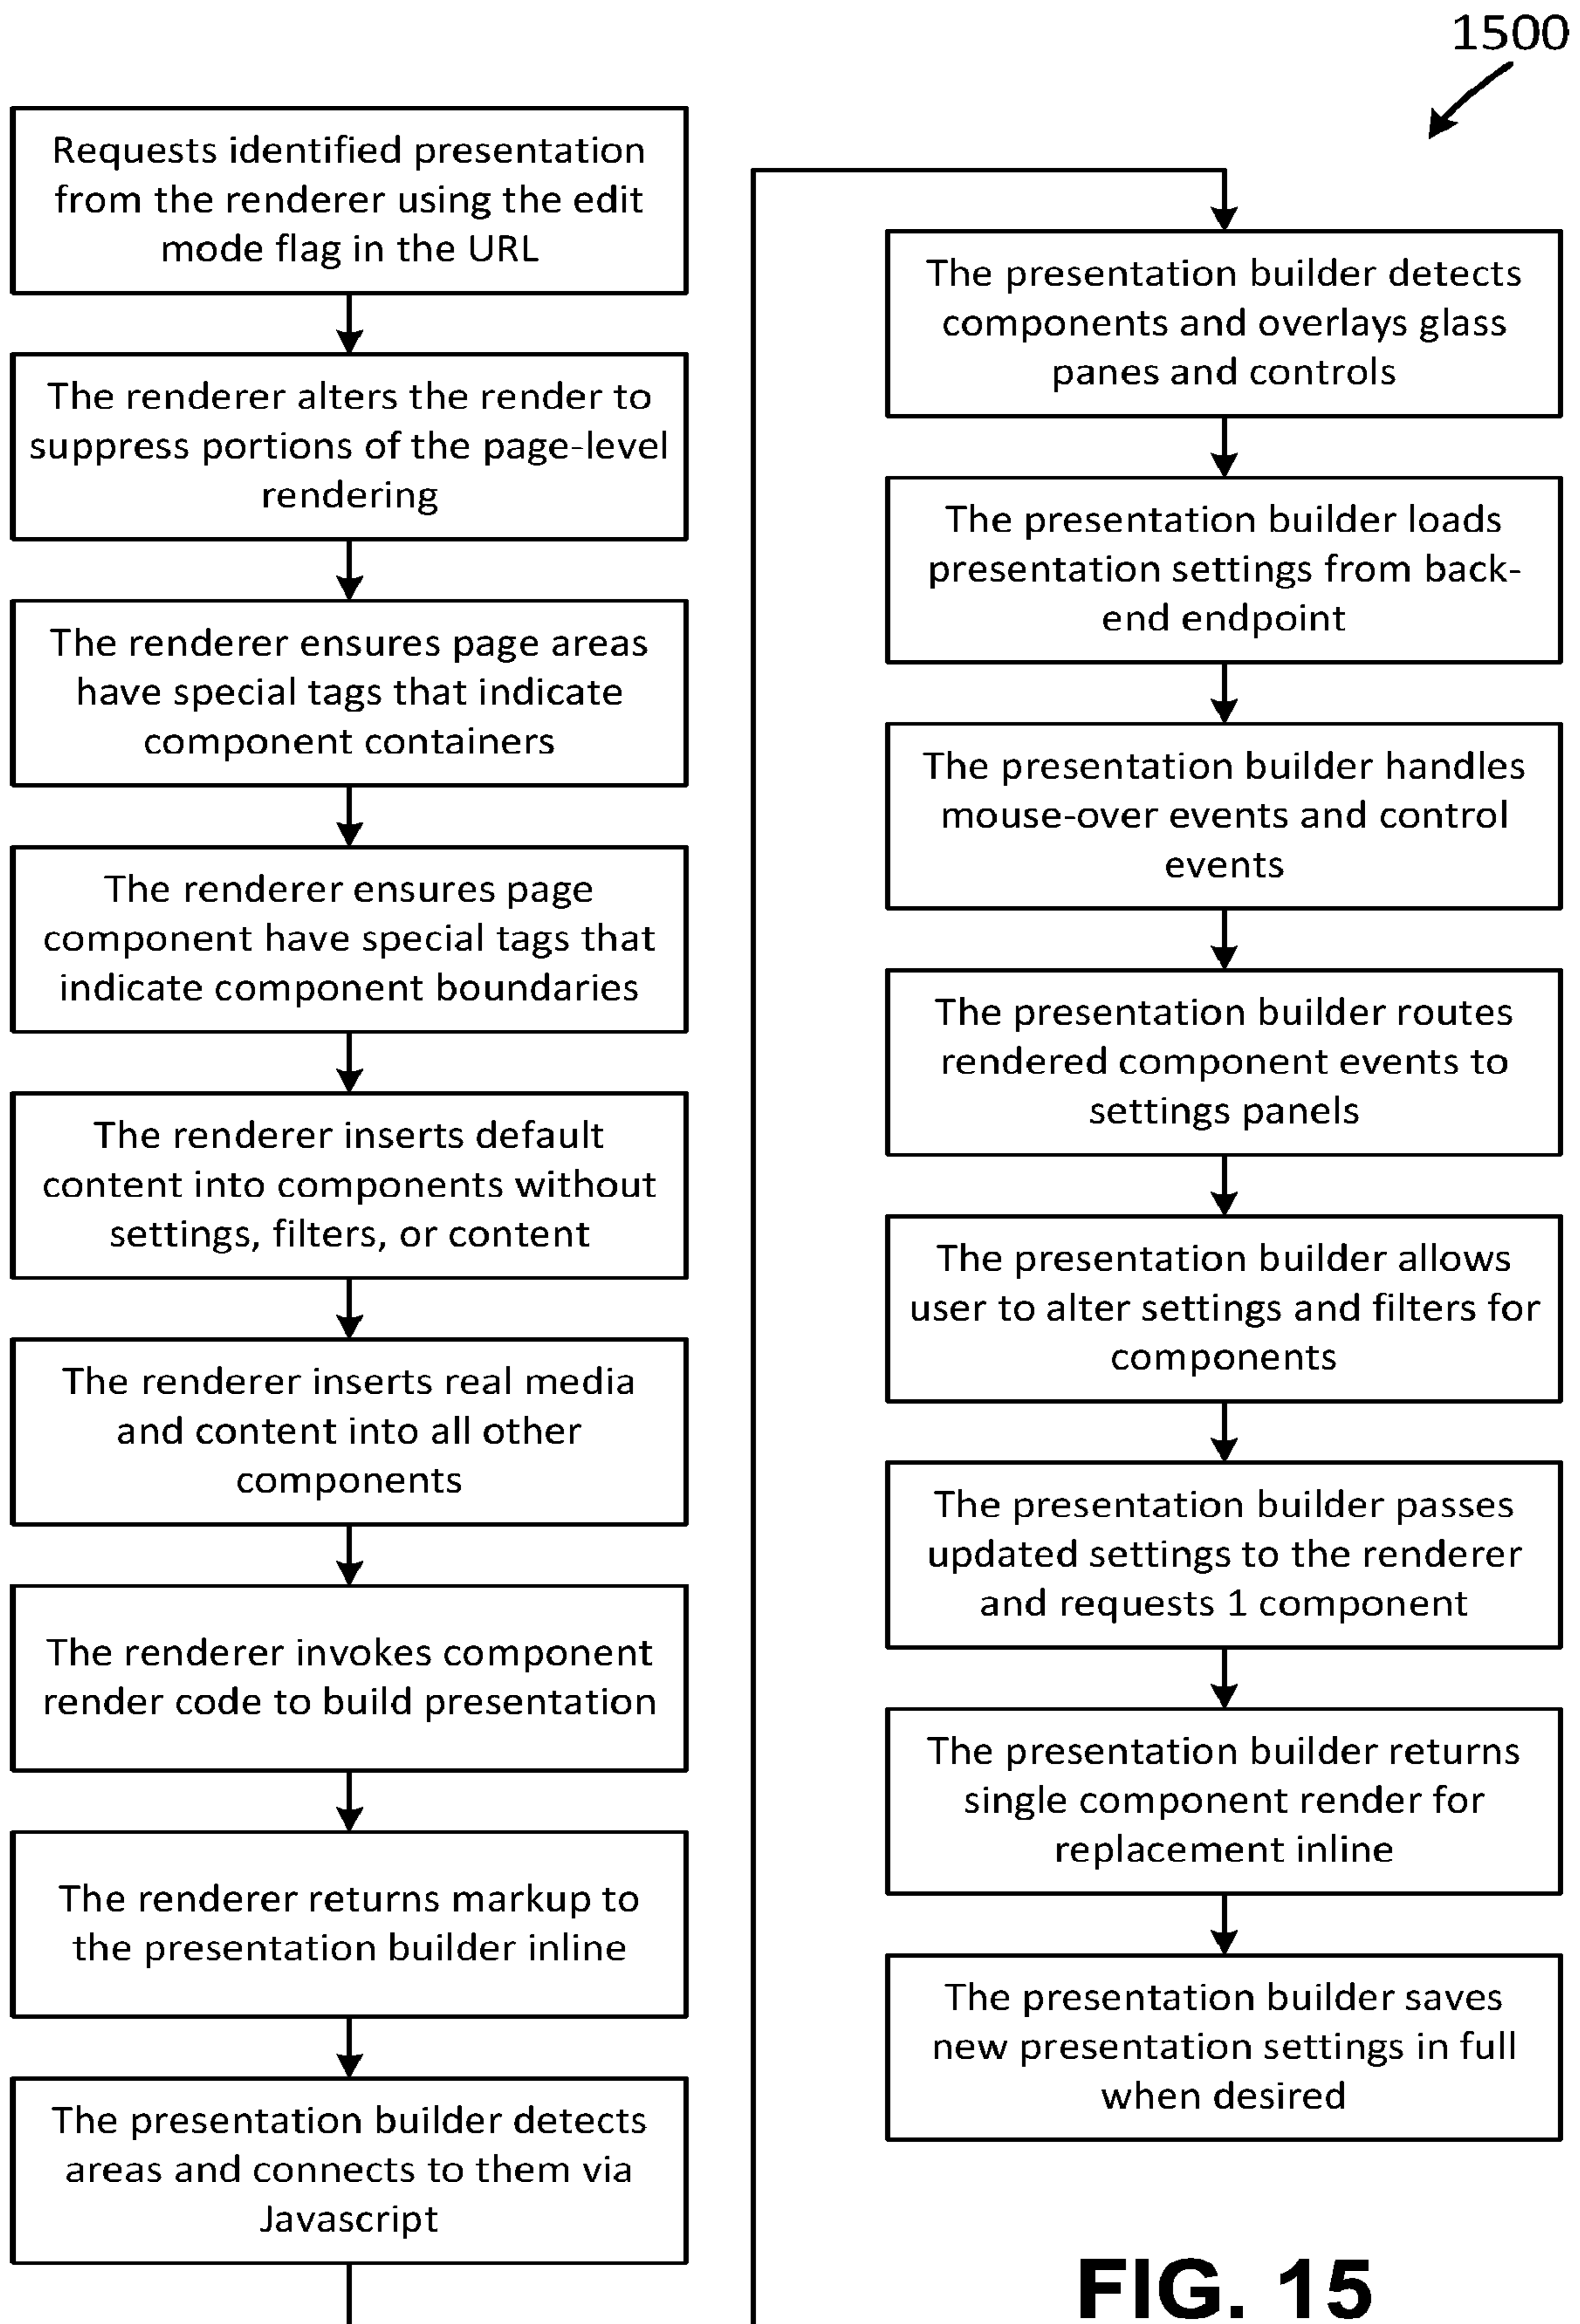 1500
Requests identified presentation
from the renderer using the edit
mode flag in the URL
The renderer alters the render to
suppress portions of the page-level
rendering
The renderer ensures page areas
have special tags that indicate
component containers
The renderer ensures page
component have special tags that
indicate component boundaries
The renderer inserts default
content into components without
settings, filters, or content
The renderer inserts real media
and content into all other
components
The renderer invokes component
render code to build presentation
The renderer returns markup to
the presentation builder inline
The presentation builder detects
areas and connects to them via
Javascript
The presentation builder detects
components and overlays glass
panes and controls
The presentation builder loads
presentation settings from back-
end endpoint
The presentation builder handles
mouse-over events and control
events
The presentation builder routes
rendered component events to
settings panels
The presentation builder allows
user to alter settings and filters for
components
The presentation builder passes
updated settings to the renderer
and requests 1 component
The presentation builder returns
single component render for
replacement inline
The presentation builder saves
new presentation settings in full
when desired
FIG. 15